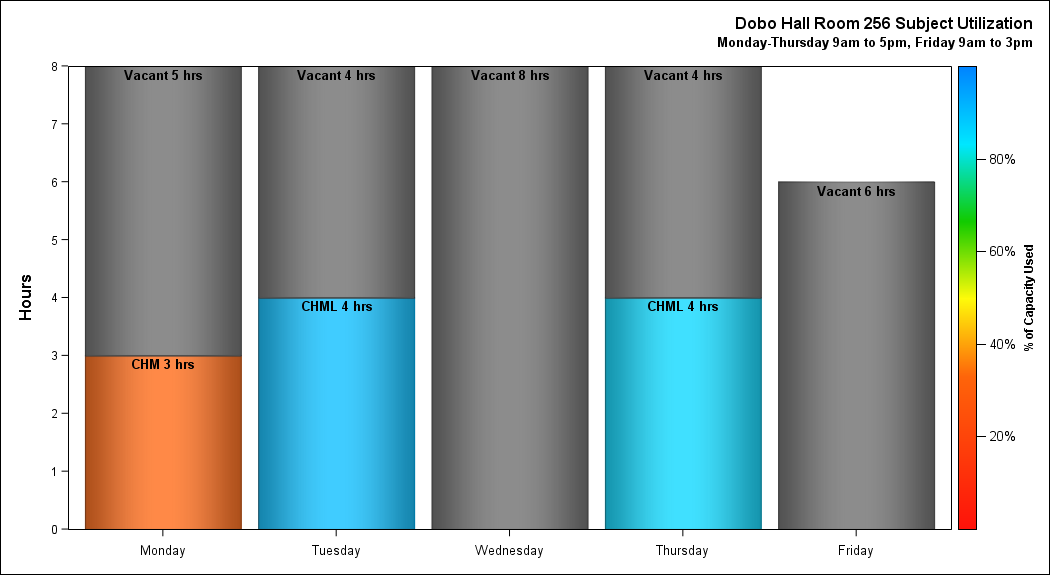 Dobo Hall Room 256 Subject Utilization
Monday-Thursday 9am to 5pm, Friday 9am to 3pm
8
7
6
5
4
3
2
1
0
Hours
Vacant 5 hrs
CHM 3 hrs
Vacant 4 hrs
CHML 4 hrs
Vacant 8 hrs
Vacant 4 hrs
CHML 4 hrs
Vacant 6 hrs
Monday
Tuesday
Wednesday
Thursday
Friday
80%
60%
40%
20%
% of Capacity Used